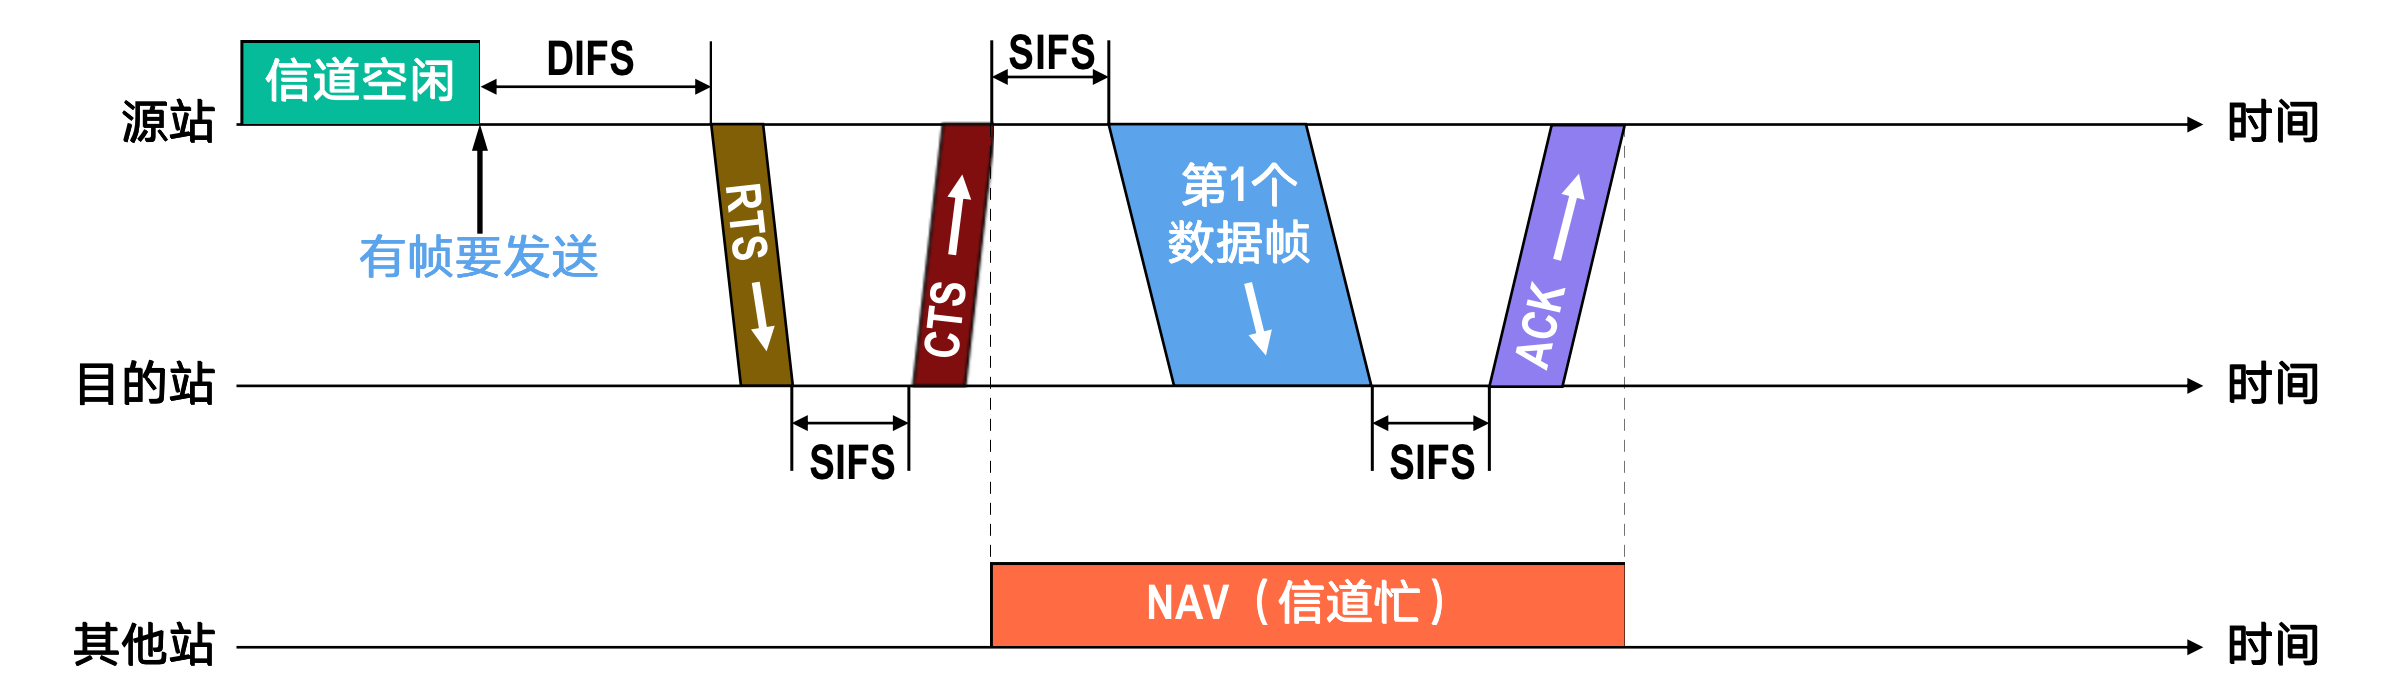 信道空闲
DIFS
SIFS
源站
时间
有帧要发送
RTS
CTS
第1个
数据帧
ACK
目的站
时间
SIFS
SIFS
NAV（信道忙）
其他站
时间